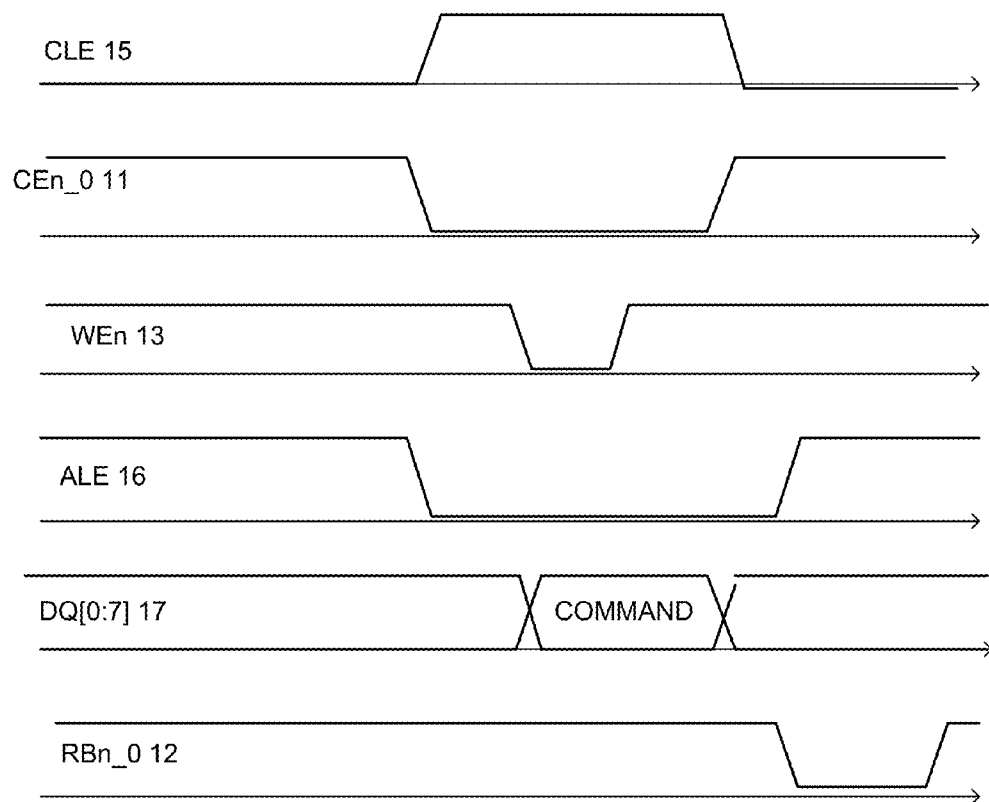 CLE 15
CEn_0 11
WEn 13
ALE 16
DQ[0:7] 17 COMMAND
RBn_0 12